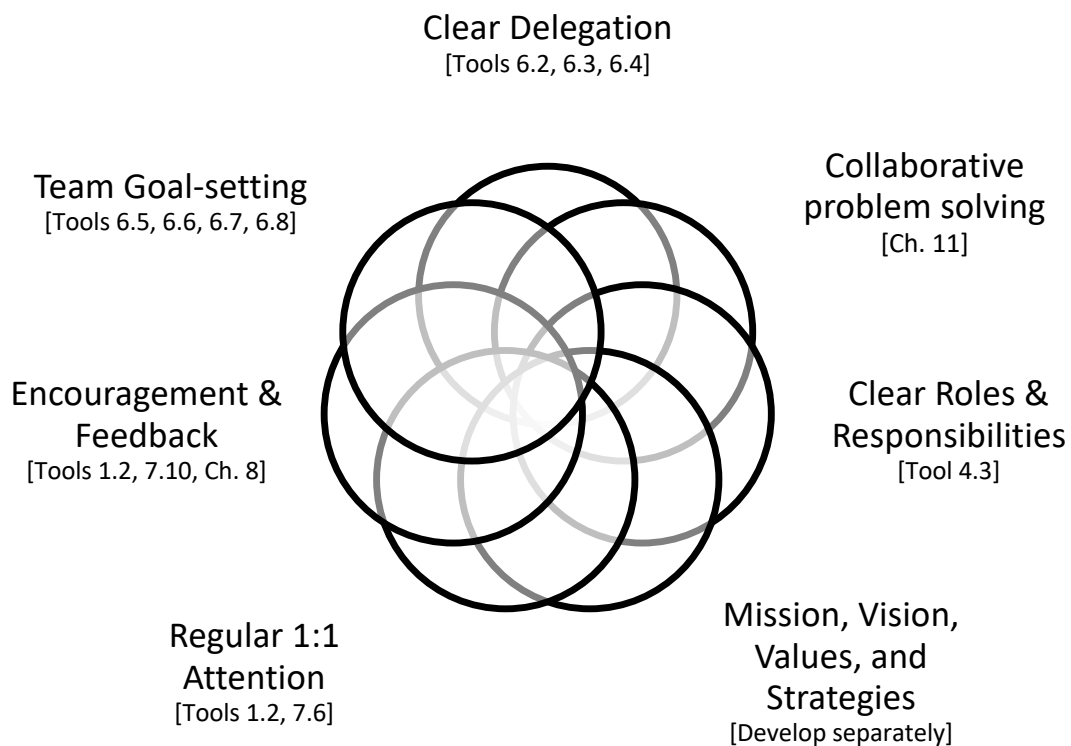 Clear Delegation
[Tools 6.2, 6.3, 6.4]
Team Goal-setting
[Tools 6.5, 6.6, 6.7, 6.8]
Collaborative
problem solving
[Ch. 11]
Encouragement &
Feedback
[Tools 1.2, 7.10, Ch. 8]
Clear Roles &
Responsibilities
[Tool 4.3]
Regular 1:1
Attention
[Tools 1.2, 7.6]
Mission, Vision,
Values, and
Strategies
[Develop separately]